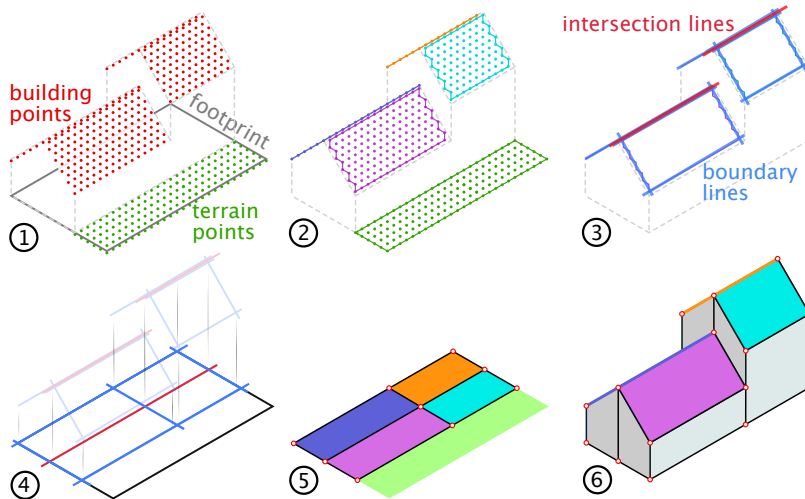 building
points
footprint
terrain
points
1
2
intersection lines
boundary
lines
3
4
5
6